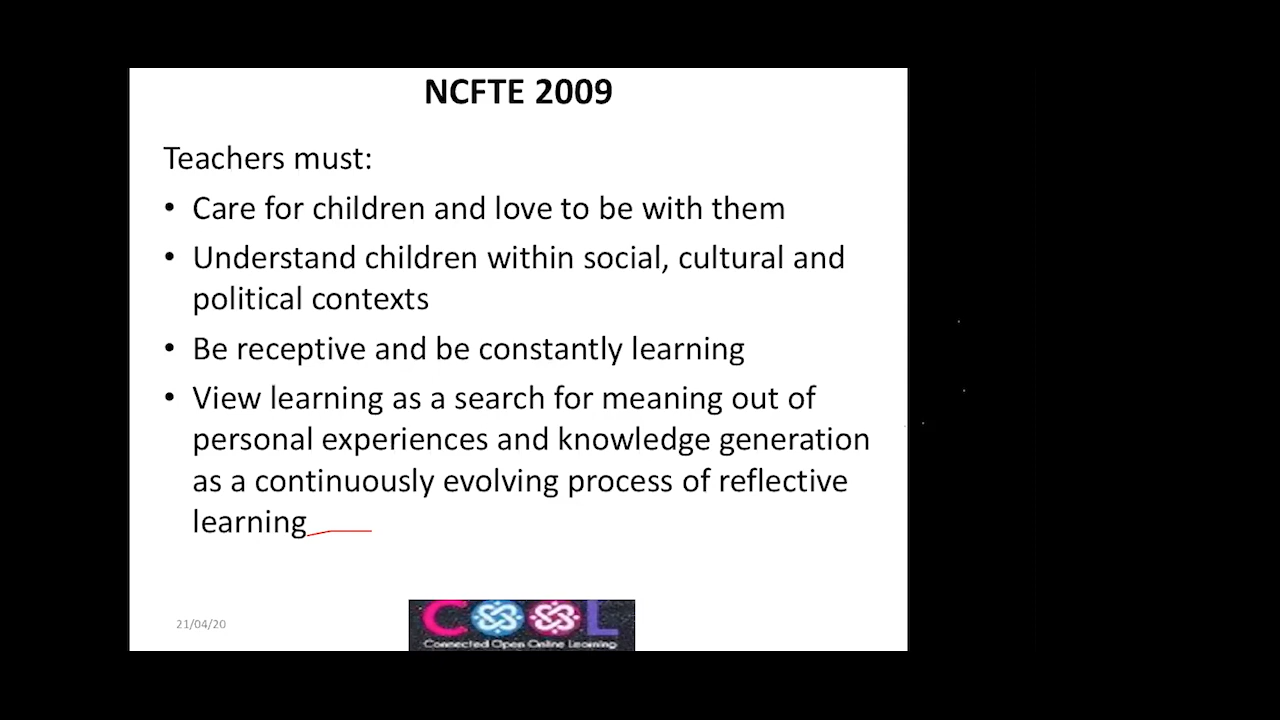 NCFTE 2009
Teachers must:
• Care for children and love to be with them
• Understand children within social, cultural and
political contexts
• Be receptive and be constantly learning
• View learning as a search for meaning out of
personal experiences and knowledge generation
as a continuously evolving process of reflective
learning
21/04/20
COOL
Connected Open Online Learning